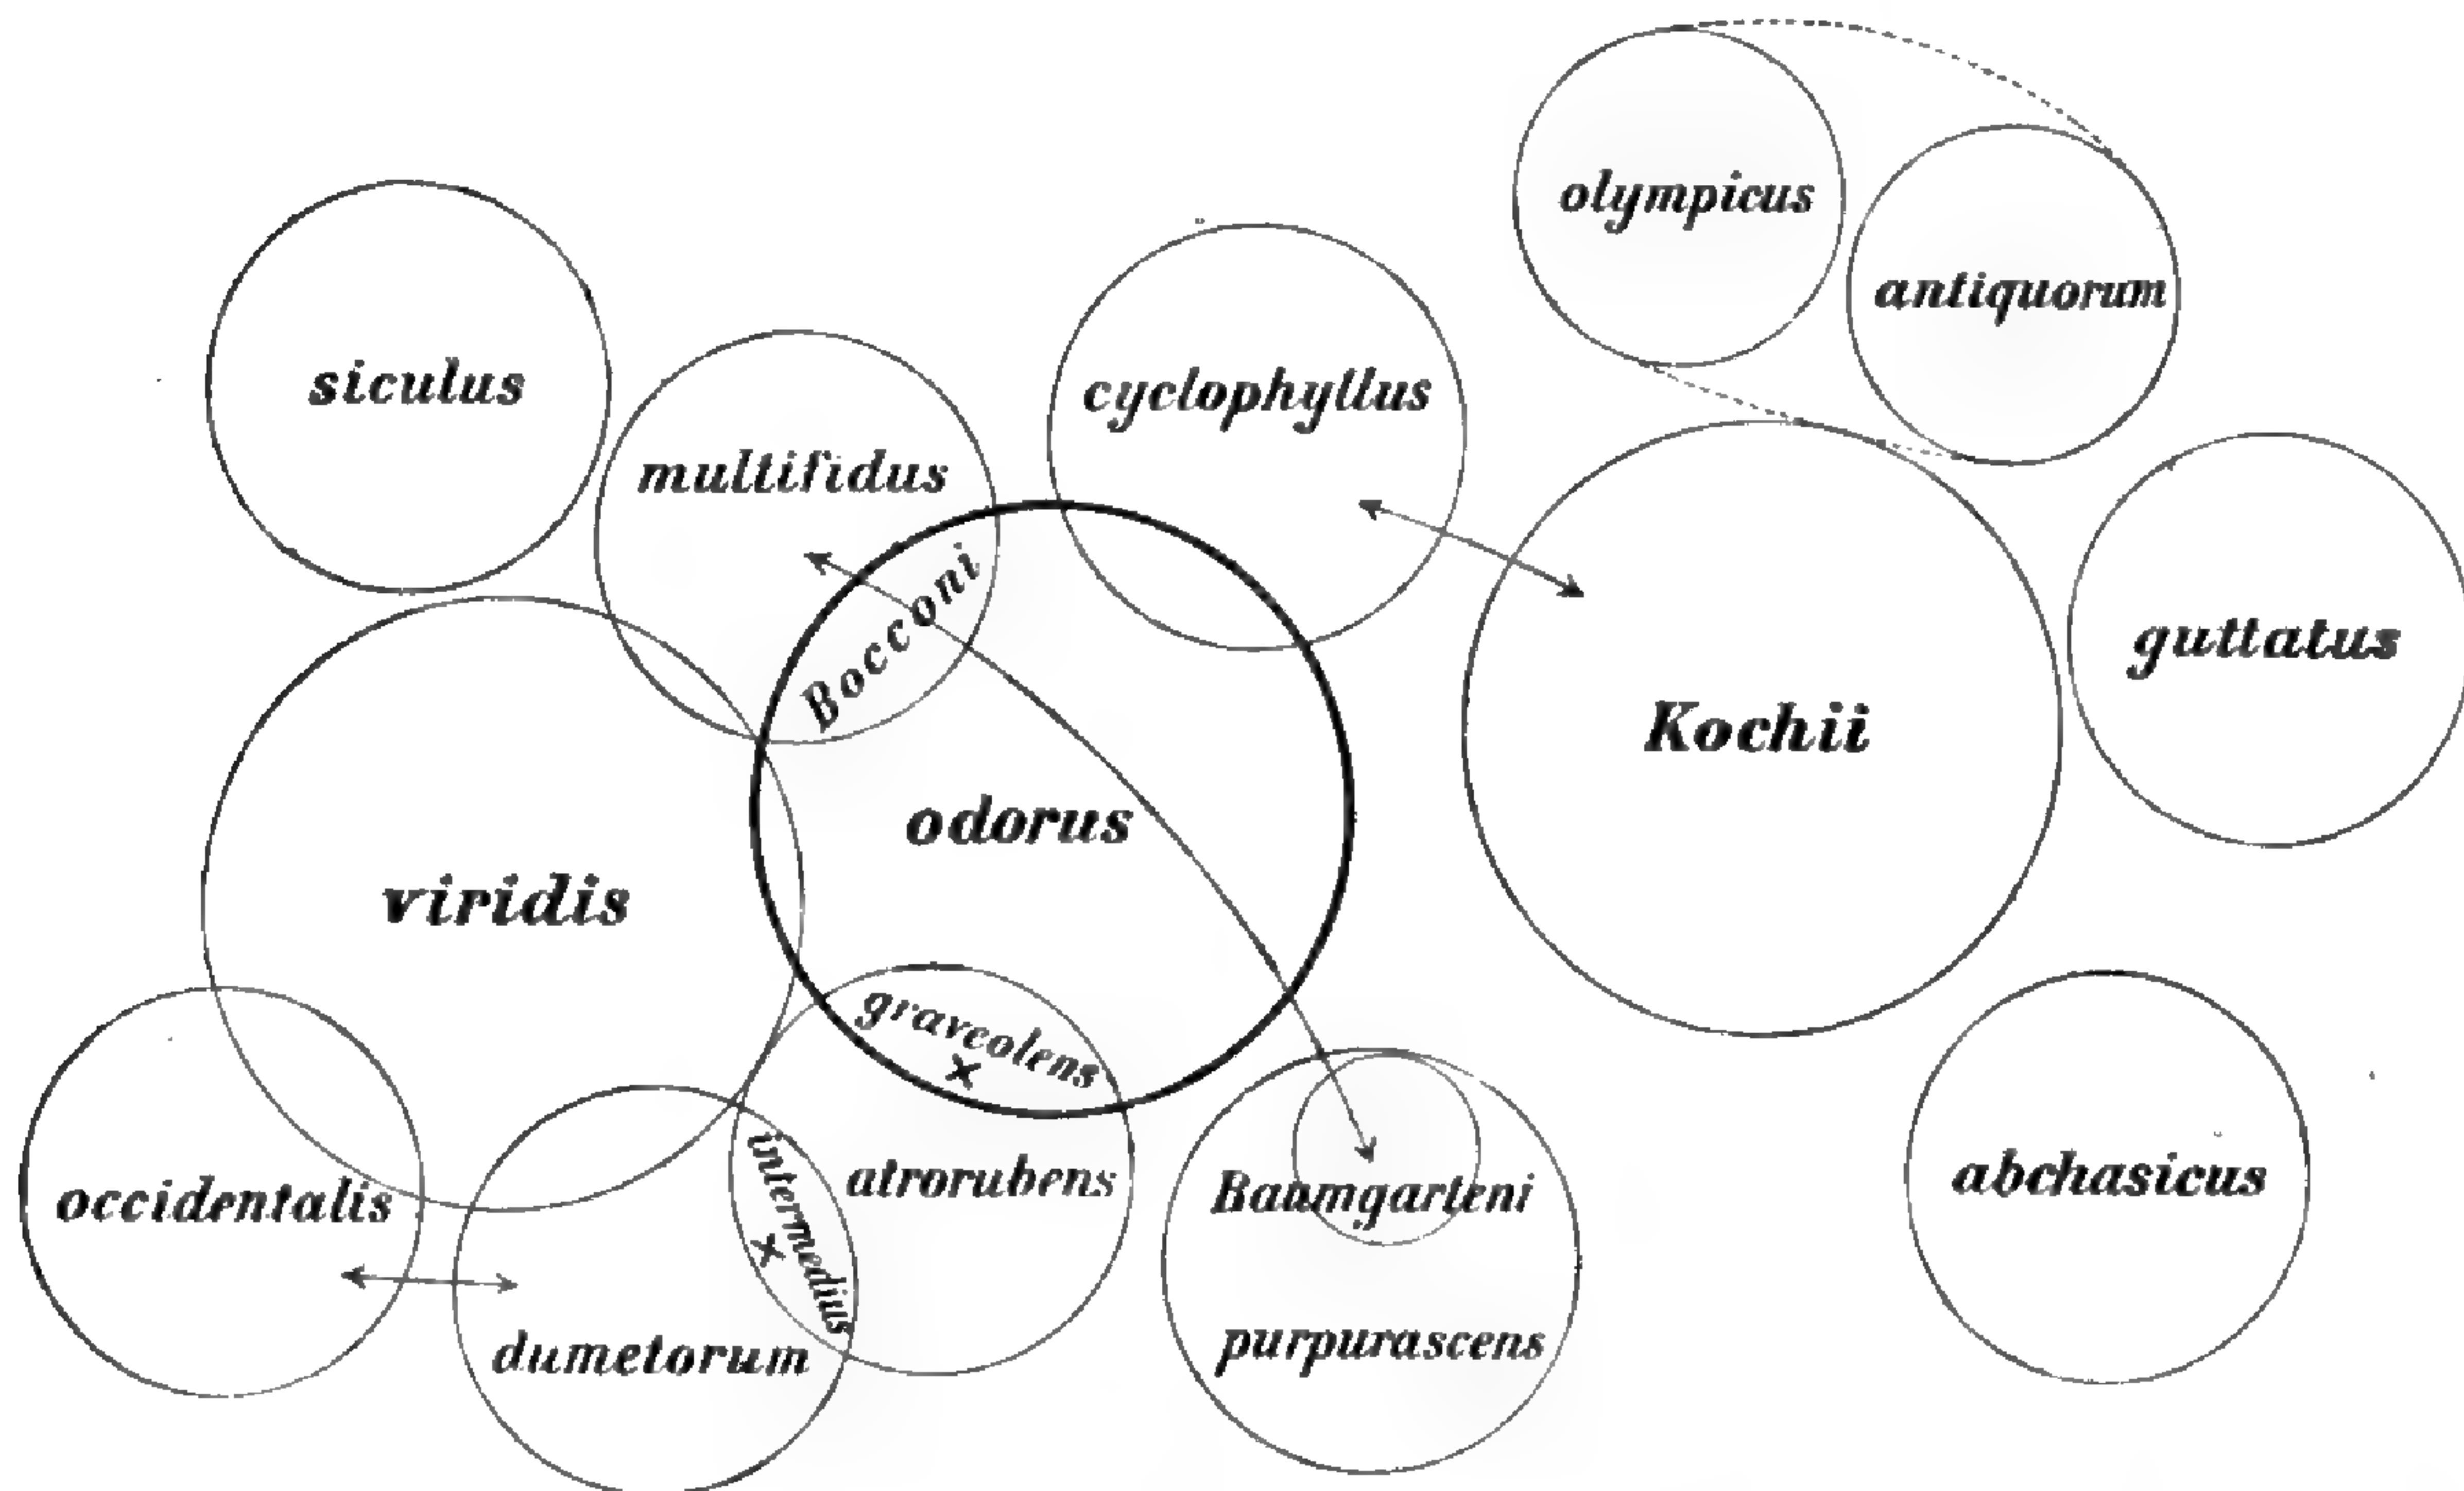 olympicus
antiquorum
siculus
cyclophyllus
multifidus
Bocconi
guttatus
Kochii
odorus
viridis
graveolens
×
atrorubens
intermedius
×
occidentalis
dumetorum
Baumgarteni
purpurascens
abchasicus